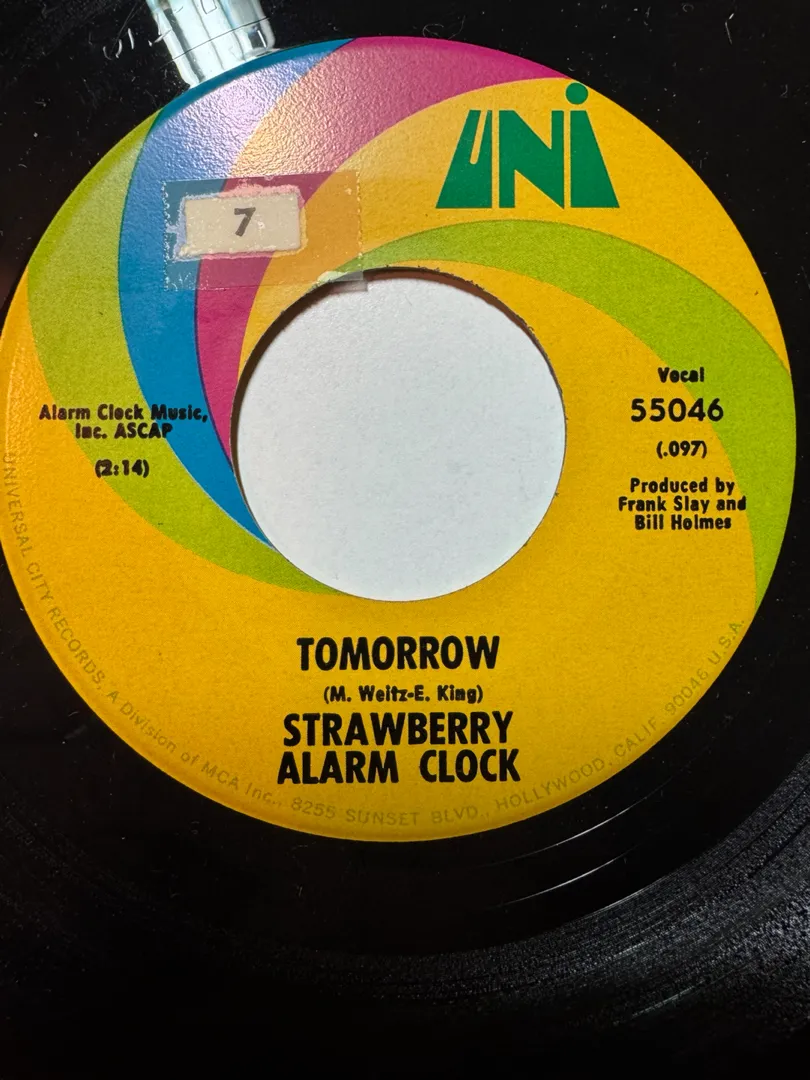 UNI
7
Vocal
55046
(.097)
Produced by
Frank Slay and
Bill Holmes
Alarm Clock Music,
Inc. ASCAP
(2:14)
TOMORROW
(M. Weitz-E. King)
STRAWBERRY
ALARM CLOCK
UNIVERSAL CITY RECORDS, A Division of MCA Inc., 8255 SUNSET BLVD., HOLLYWOOD, CALIF. 90046 U.S.A.